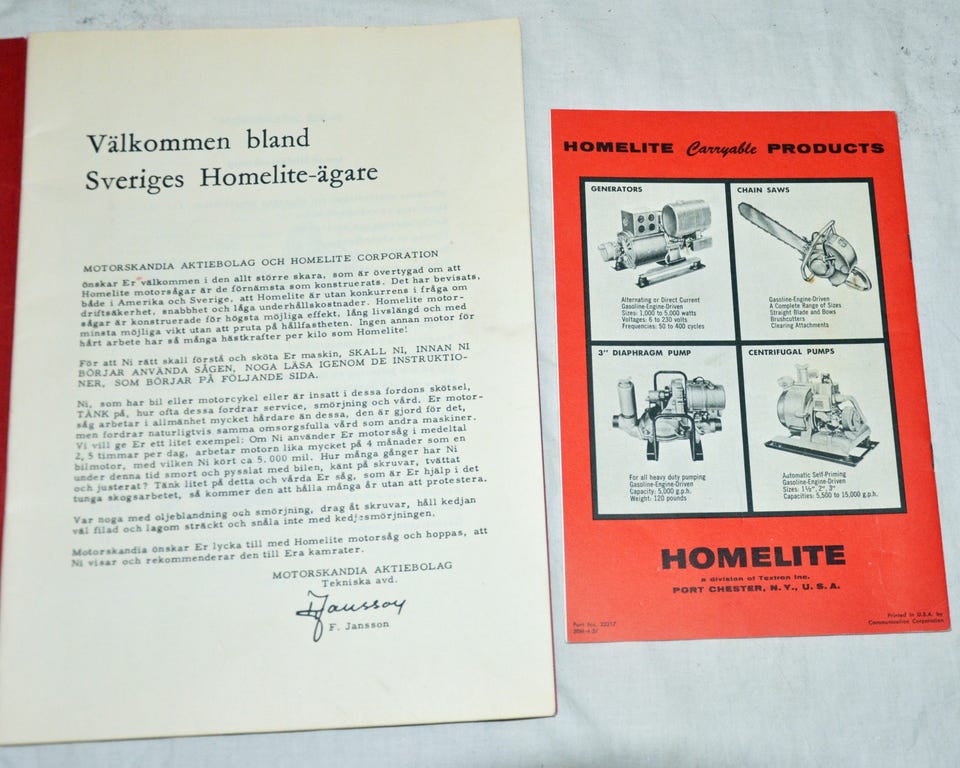 Välkommen bland
Sveriges Homelite-ägare
MOTORSKANDIA AKTIEBOLAG OCH HOMELITE CORPORATION
önskar Er välkommen i den allt större skara, som är övertygad om att
Homelite motorsågar är de förnämsta som konstruerats. Det har bevisats,
både i Amerika och Sverige, att Homelite är utan konkurrens i fråga om
driftsäkerhet, snabbhet och låga underhållskostnader. Homelite motor-
sågar är konstruerade för högsta möjliga effekt, lång livslängd och med
minsta möjliga vikt utan att pruta på hållfastheten. Ingen annan motor för
hårt arbete har så många hästkrafter per kilo som Homelite!
För att Ni rätt skall förstå och sköta Er maskin, SKALL NI, INNAN NI
BÖRJAR ANVÄNDA SÅGEN, NOGA LÄSA IGENOM DE INSTRUKTIO-
NER, SOM BÖRJAR PÅ FÖLJANDE SIDA.
Ni, som har bil eller motorcykel eller är insatt i dessa fordons skötsel,
TÄNK på, hur ofta dessa fordrar service, smörjning och vård. Er motor-
såg arbetar i allmänhet mycket hårdare än dessa, den är gjord för det,
men fordrar naturligtvis samma omsorgsfulla vård som andra maskiner.
Vi vill ge Er ett litet exempel: Om Ni använder Er motorsåg i medeltal
2,5 timmar per dag, arbetar motorn lika mycket på 4 månader som en
bilmotor, med vilken Ni kört ca 5.000 mil. Hur många gånger har Ni
under denna tid smort och pysslat med bilen, känt på skruvar, tvättat
och justerat? Tänk litet på detta och vårda Er såg, som är Er hjälp i det
tunga skogsarbetet, så kommer den att hålla många år utan att protestera.
Var noga med oljeblandning och smörjning, drag åt skruvar, håll kedjan
väl filad och lagom sträckt och snåla inte med kedjesmörjningen.
Motorskandia önskar Er lycka till med Homelite motorsåg och hoppas, att
Ni visar och rekommenderar den till Era kamrater.
MOTORSKANDIA AKTIEBOLAG
Tekniska avd.
FJansson
F. Jansson
HOMELITE Carryable PRODUCTS
GENERATORS
Alternating or Direct Current
Gasoline-Engine-Driven
Sizes: 1,000 to 5,000 watts
Voltages: 6 to 230 volts
Frequencies: 50 to 400 cycles
CHAIN SAWS
Gasoline-Engine-Driven
A Complete Range of Sizes
Straight Blade and Bows
Brushcutters
Clearing Attachments
3" DIAPHRAGM PUMP
For all heavy duty pumping
Gasoline-Engine-Driven
Capacity: 5,000 g.p.h.
Weight: 120 pounds
CENTRIFUGAL PUMPS
Automatic Self-Priming
Gasoline-Engine-Driven
Sizes: 1½", 2", 3"
Capacities: 5,500 to 15,000 g.p.h.
HOMELITE
a division of Textron Inc.
PORT CHESTER, N.Y., U.S.A.
Part No. 22217
Printed in U.S.A. by
Communication Corporation